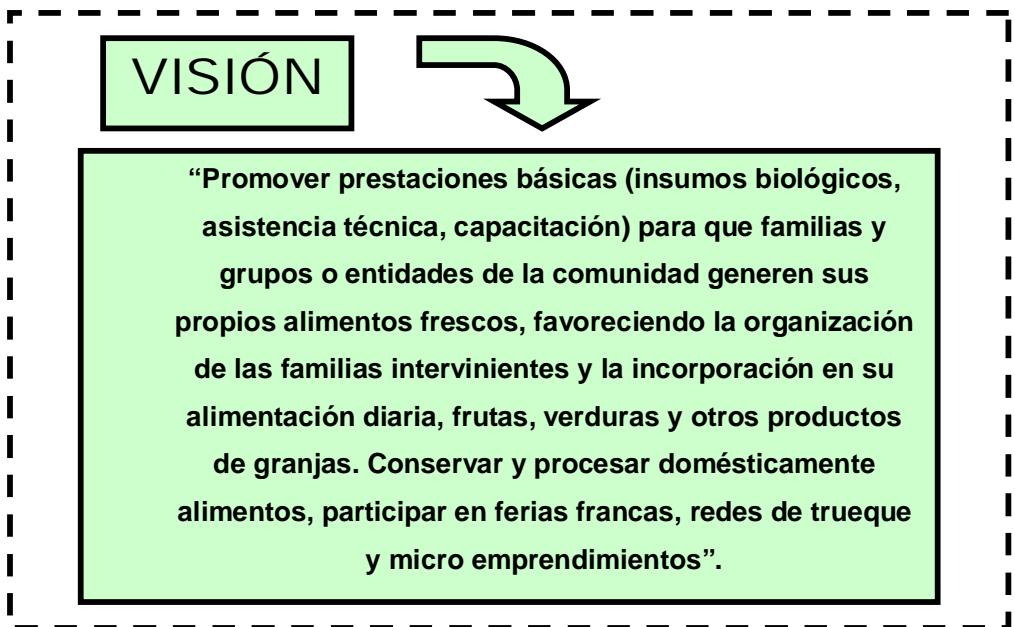 VISIÓN
“Promover prestaciones básicas (insumos biológicos,
asistencia técnica, capacitación) para que familias y
grupos o entidades de la comunidad generen sus
propios alimentos frescos, favoreciendo la organización
de las familias intervinientes y la incorporación en su
alimentación diaria, frutas, verduras y otros productos
de granjas. Conservar y procesar domésticamente
alimentos, participar en ferias francas, redes de trueque
y micro emprendimientos”.